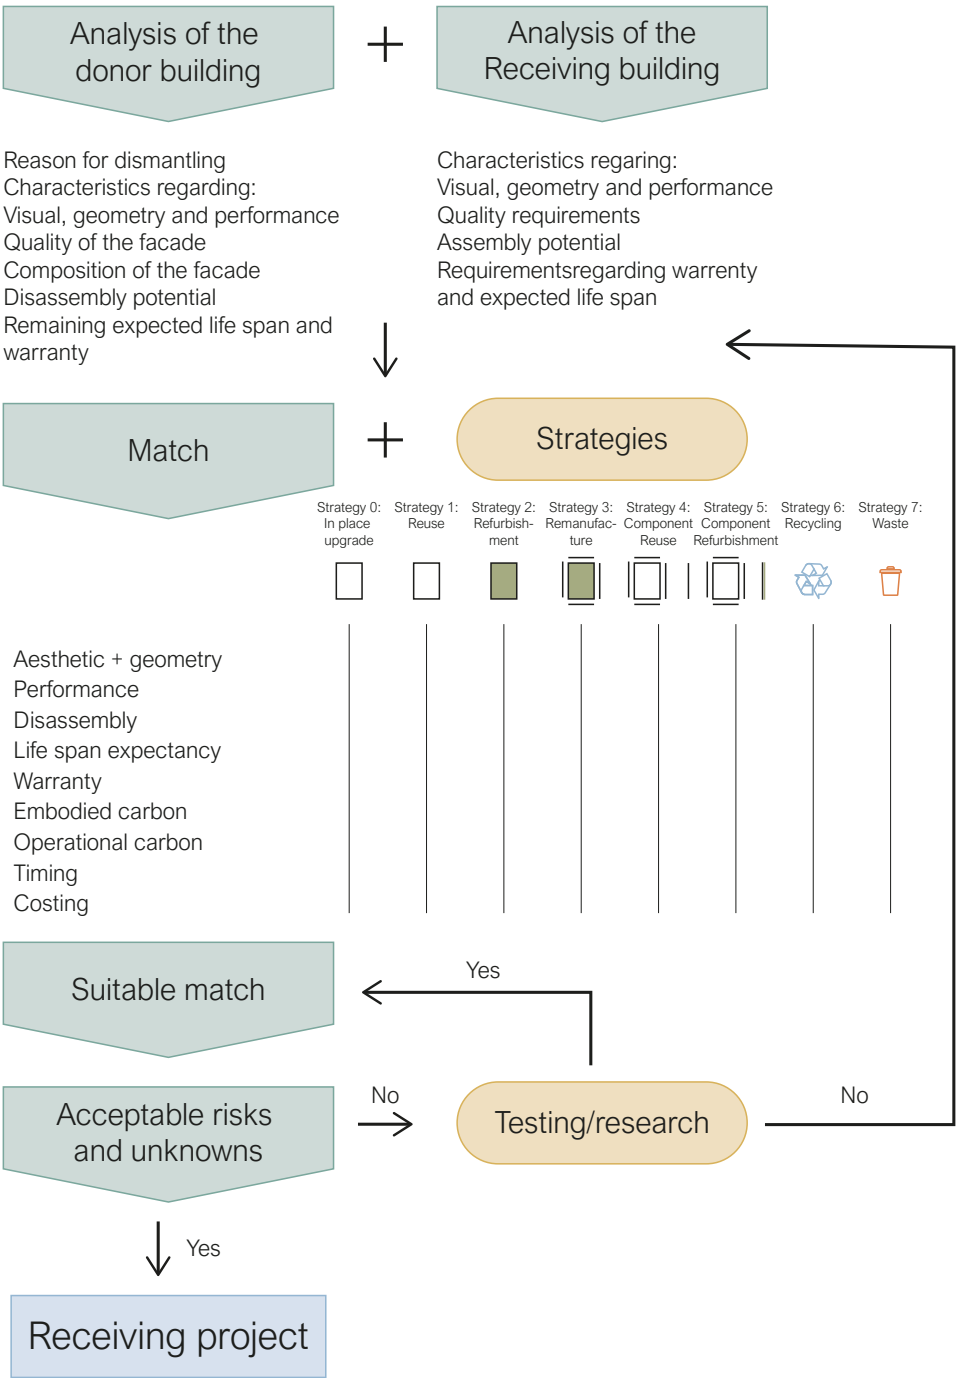 Analysis of the
donor building
+
Analysis of the
Receiving building
Reason for dismantling
Characteristics regarding:
Visual, geometry and performance
Quality of the facade
Composition of the facade
Disassembly potential
Remaining expected life span and
warranty
Characteristics regaring:
Visual, geometry and performance
Quality requirements
Assembly potential
Requirementsregarding warrenty
and expected life span
Match
+
Strategies
Strategy 0:
In place
upgrade
Strategy 1:
Reuse
Strategy 2:
Refurbish-
ment
Strategy 3:
Remanufac-
ture
Strategy 4:
Component
Reuse
Strategy 5:
Component
Refurbishment
Strategy 6:
Recycling
Strategy 7:
Waste
Aesthetic + geometry
Performance
Disassembly
Life span expectancy
Warranty
Embodied carbon
Operational carbon
Timing
Costing
Suitable match
Yes
Acceptable risks
and unknowns
No
Testing/research
No
Yes
Receiving project